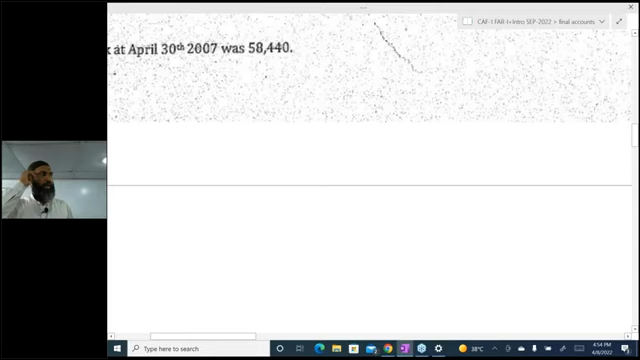 CAF-1 FAR-I • Intro SEP-2022 > final accounts
k at April 30th 2007 was 58,440.
Type here to search
38°C
4:54 PM
4/8/2022